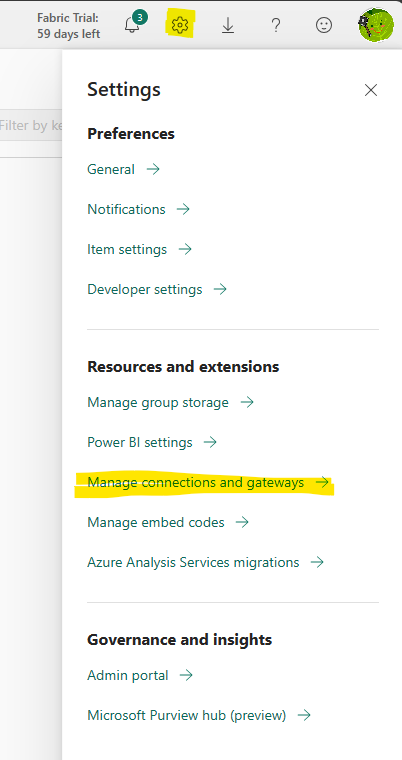 Fabric Trial:
59 days left
3
Settings
Filter by ke
Preferences
General
Notifications
Item settings
Developer settings
Resources and extensions
Manage group storage
Power BI settings
Manage connections and gateways
Manage embed codes
Azure Analysis Services migrations
Governance and insights
Admin portal
Microsoft Purview hub (preview)